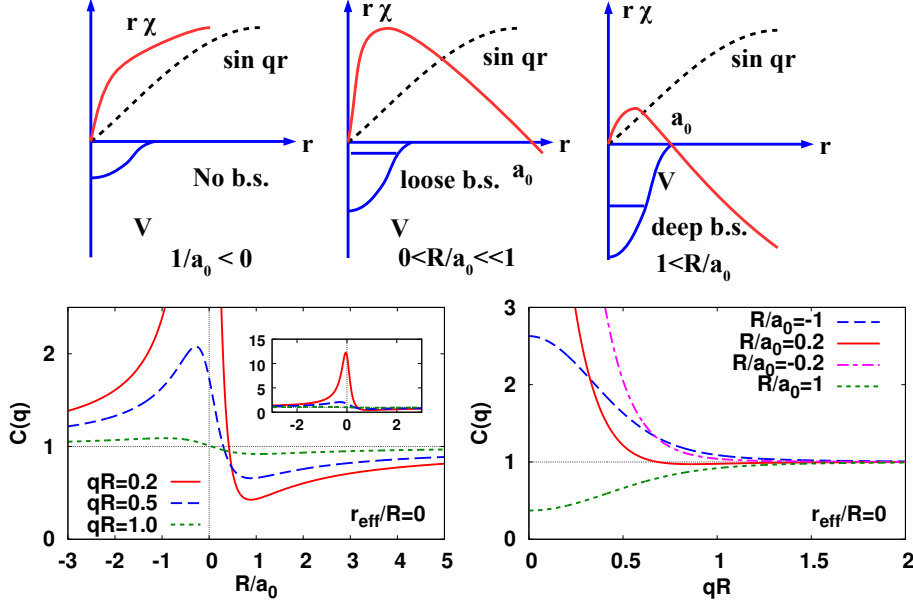 r χ
sin qr
r
No b.s.
V
1/a₀ < 0
r χ
sin qr
r
a₀
loose b.s.
V
0<R/a₀<<1
r χ
sin qr
a₀
r
V
deep b.s.
1<R/a₀
C(q)
2
1
0
-3 -2 -1 0 1 2 3 4 5
R/a₀
qR=0.2
qR=0.5
qR=1.0
r_eff/R=0
15
10
5
0
-2 0 2
C(q)
3
2
1
0
0 0.5 1 1.5 2
qR
R/a₀=-1
R/a₀=0.2
R/a₀=-0.2
R/a₀=1
r_eff/R=0